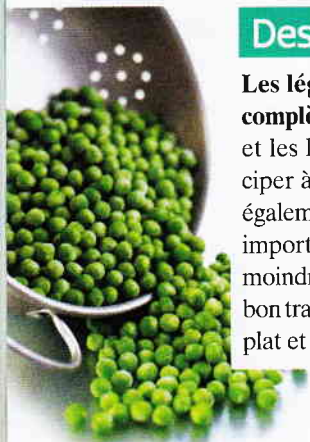 Des
Les lég
complè
et les l
ciper à
égalem
import
moindr
bon tra
plat et